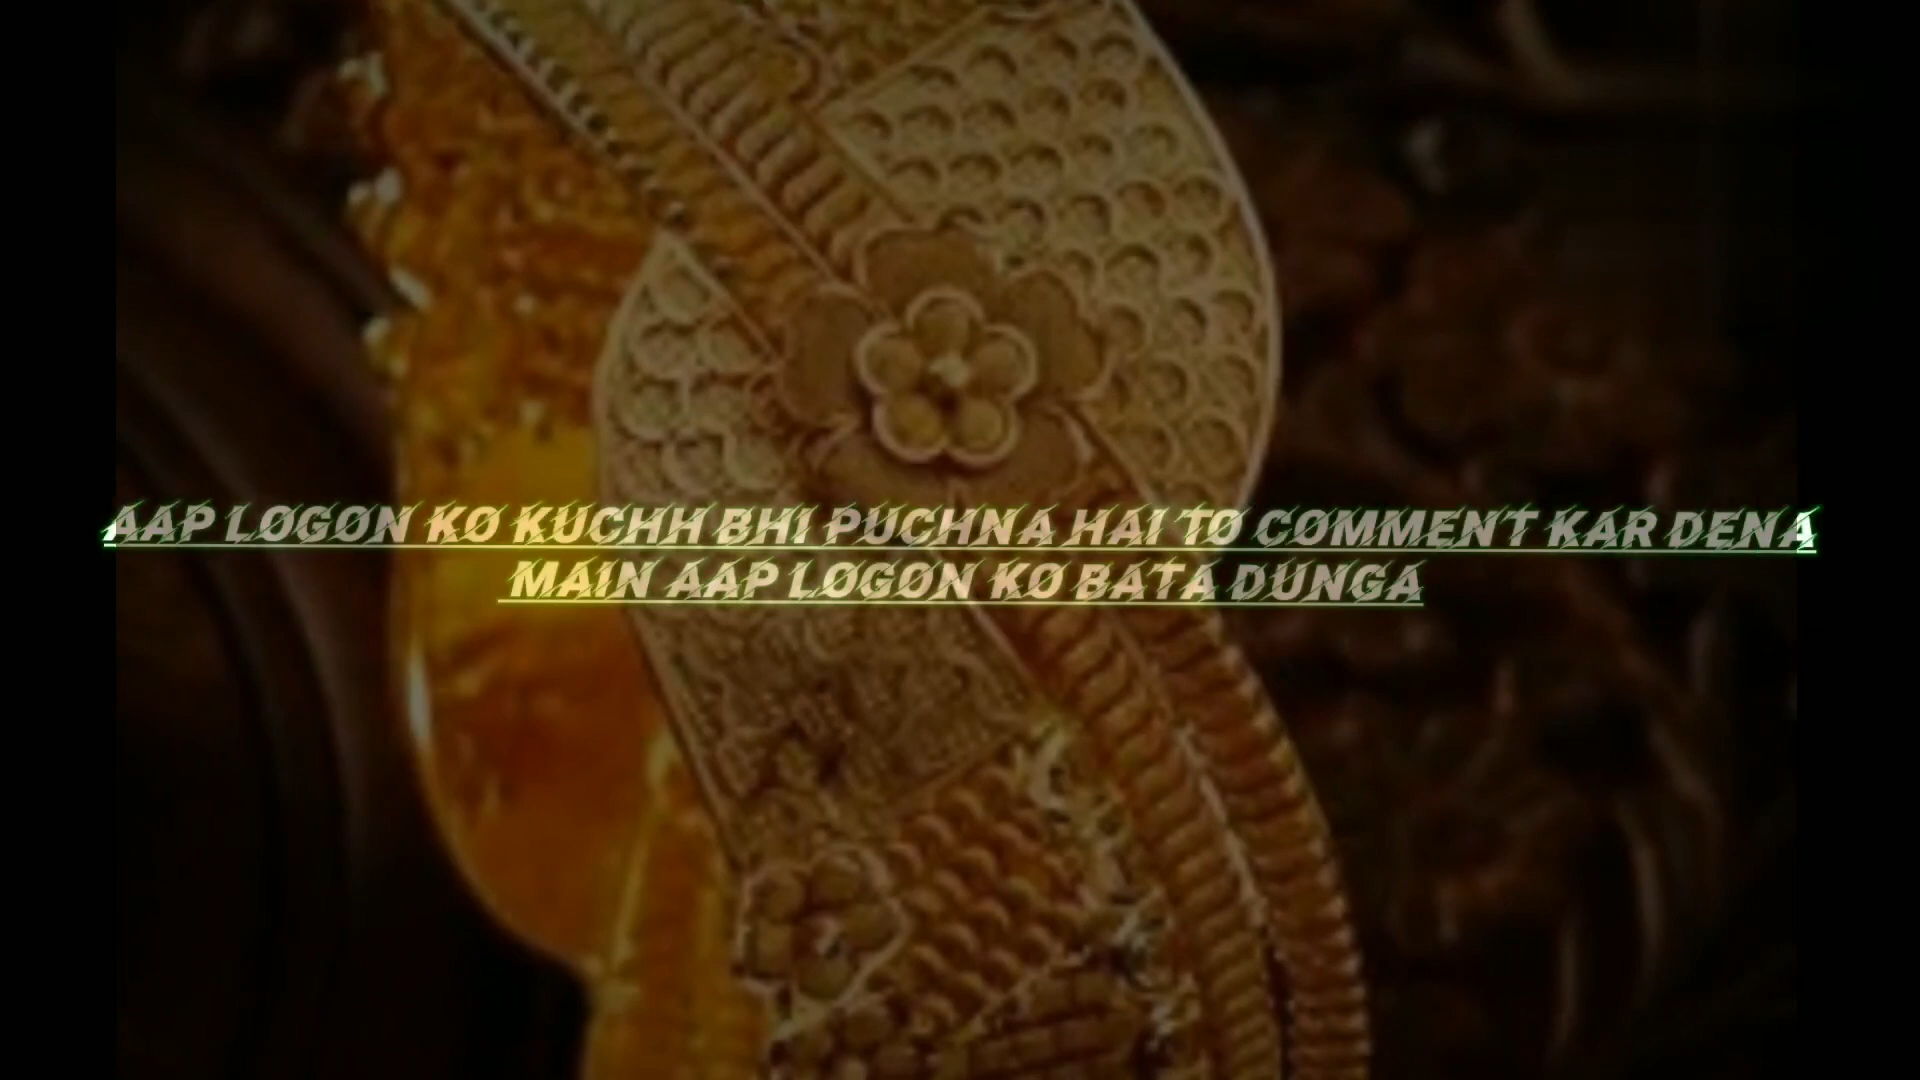 AAP LOGON KO KUCHH BHI PUCHNA HAI TO COMMENT KAR DENA
MAIN AAP LOGON KO BATA DUNGA